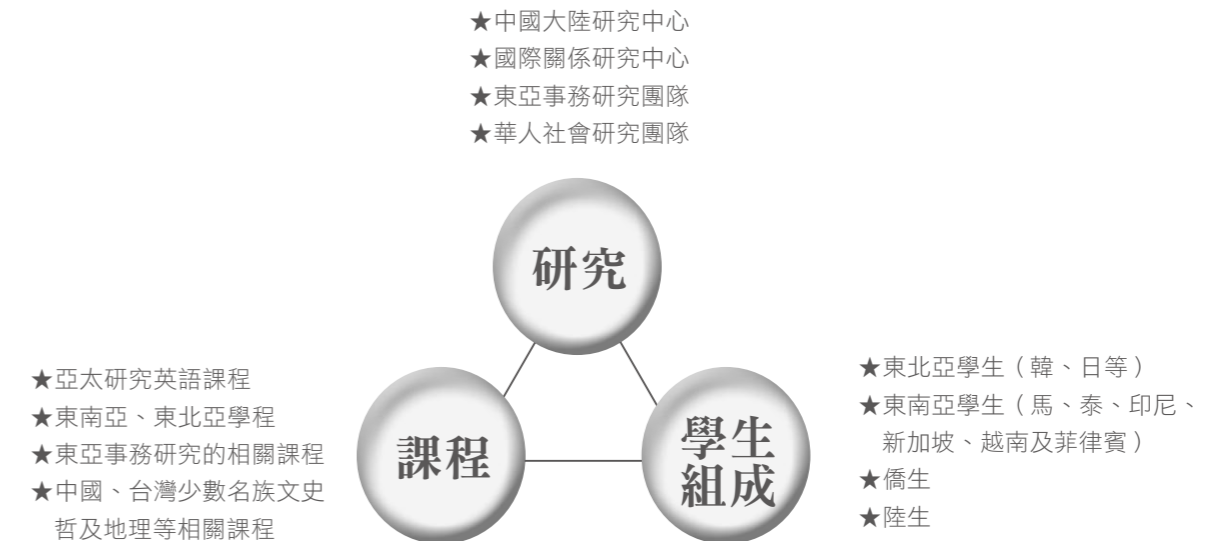 ★中國大陸研究中心
★國際關係研究中心
★東亞事務研究團隊
★華人社會研究團隊
研究
★亞太研究英語課程
★東南亞、東北亞學程
★東亞事務研究的相關課程
★中國、台灣少數名族文史
哲及地理等相關課程
課程
學生
組成
★東北亞學生（韓、日等）
★東南亞學生（馬、泰、印尼、
新加坡、越南及菲律賓）
★僑生
★陸生